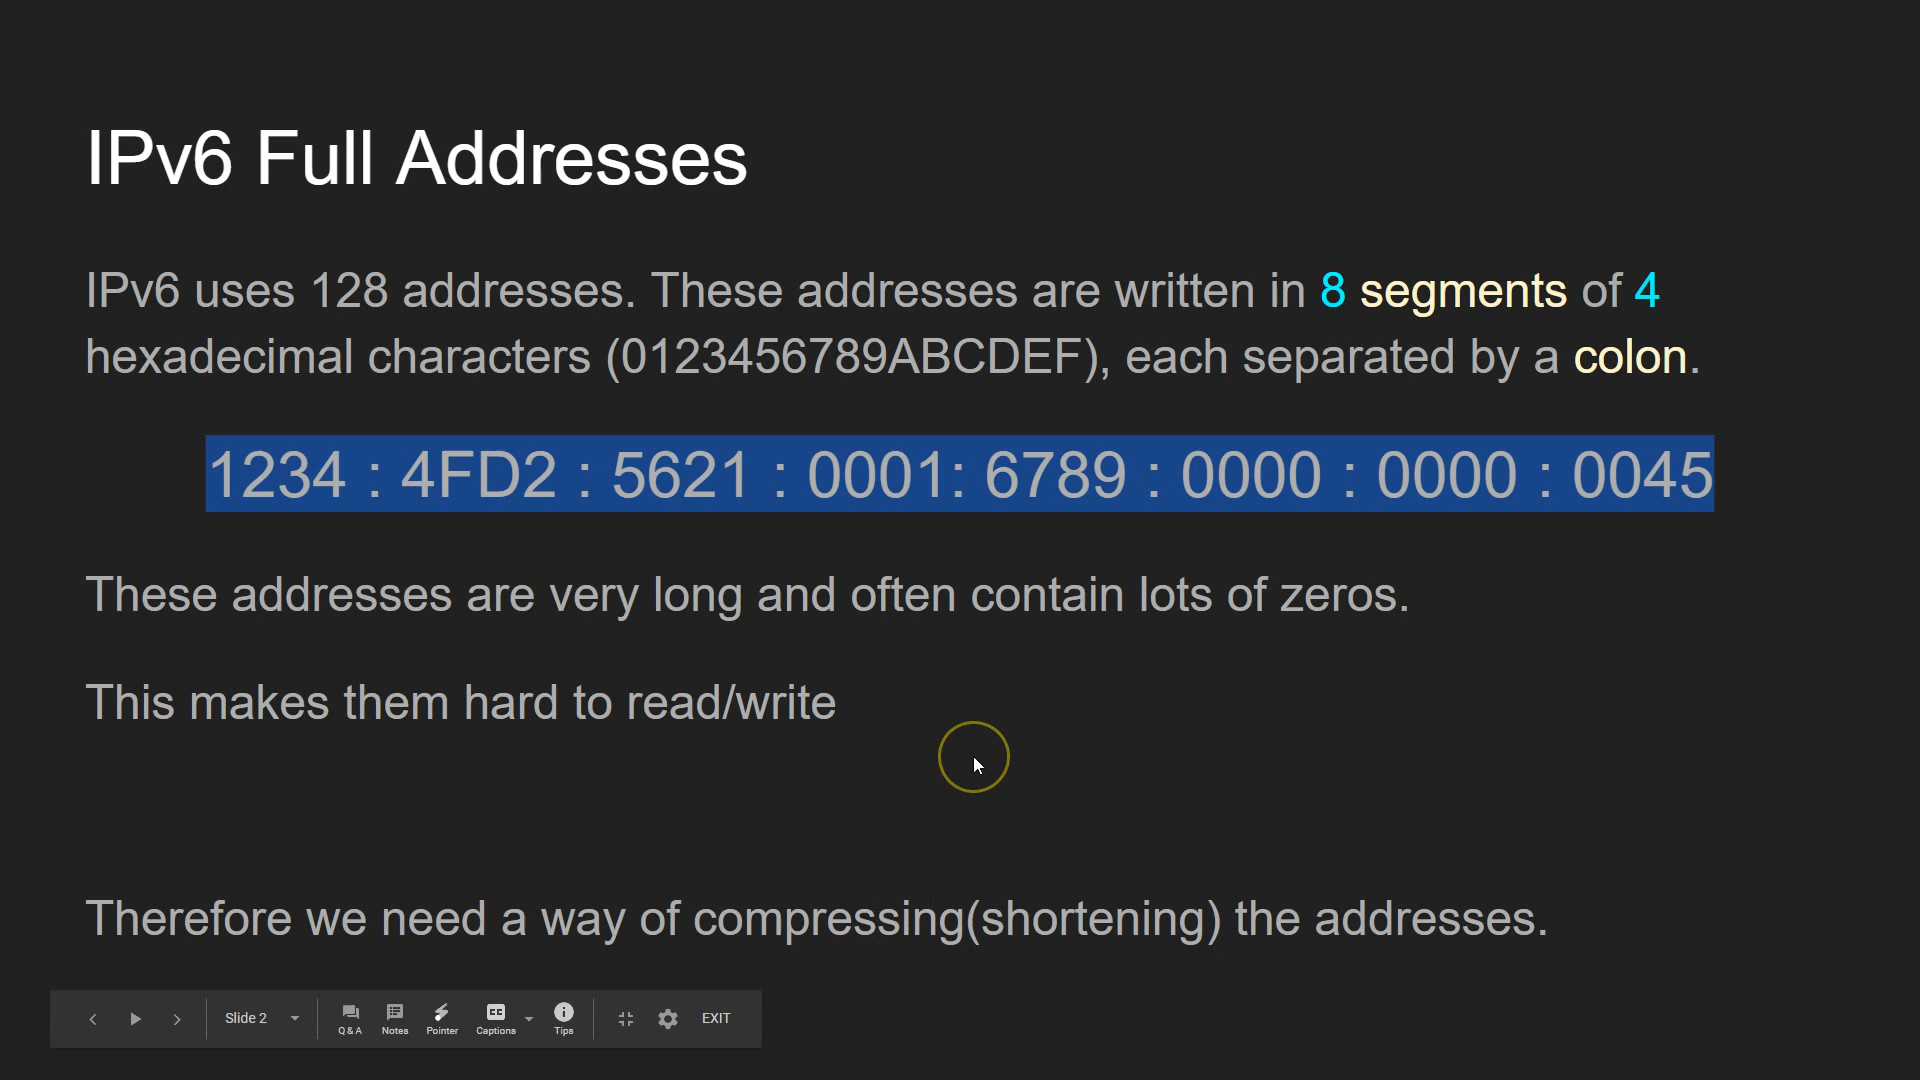 IPv6 Full Addresses
IPv6 uses 128 addresses. These addresses are written in 8 segments of 4
hexadecimal characters (0123456789ABCDEF), each separated by a colon.
1234 : 4FD2 : 5621 : 0001: 6789 : 0000 : 0000 : 0045
These addresses are very long and often contain lots of zeros.
This makes them hard to read/write
Therefore we need a way of compressing(shortening) the addresses.
Slide 2 Q & A Notes Pointer CC Captions Tips EXIT